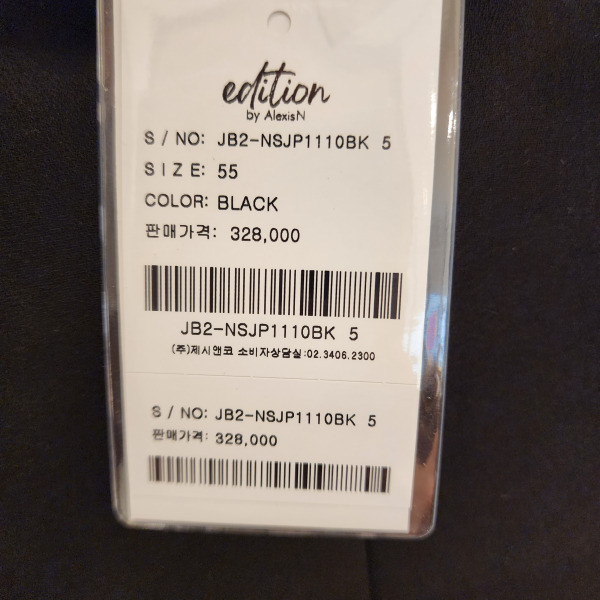 edition
by AlexisN
S / NO: JB2-NSJP1110BK 5
SIZE: 55
COLOR: BLACK
판매가격: 328,000
JB2-NSJP1110BK 5
(주)제시앤코 소비자상담실:02.3406.2300
S / NO: JB2-NSJP1110BK 5
판매가격: 328,000